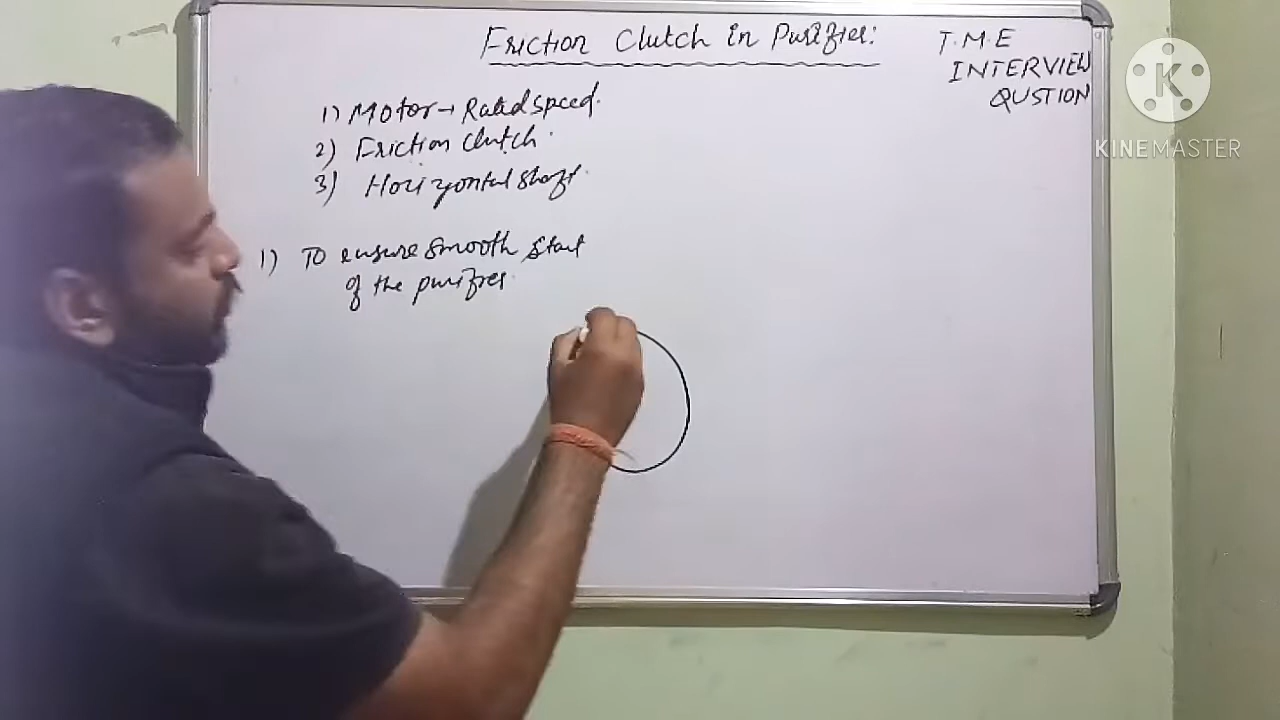 Friction Clutch in Purifier:
T.M.E
INTERVIEW
QUSTION
1) Motor → Rated speed.
2) Friction clutch.
3) Horizontal shaft.
1) To ensure smooth start
of the purifier.
K
KINEMASTER